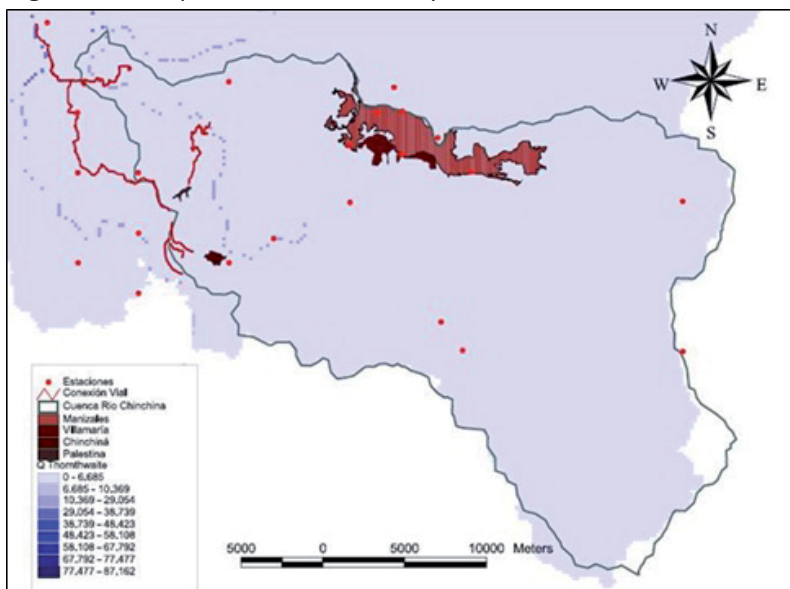 N
W E
S
Estaciones
Conexión Vial
Cuenca Río Chinchina
Manizales
Villamaría
Chinchiná
Palestina
Q Thornthwaite
0 - 6,685
6,685 - 10,369
10,369 - 29,054
29,054 - 38,739
38,739 - 48,423
48,423 - 58,108
58,108 - 67,792
67,792 - 77,477
77,477 - 87,162
5000 0 5000 10000 Meters